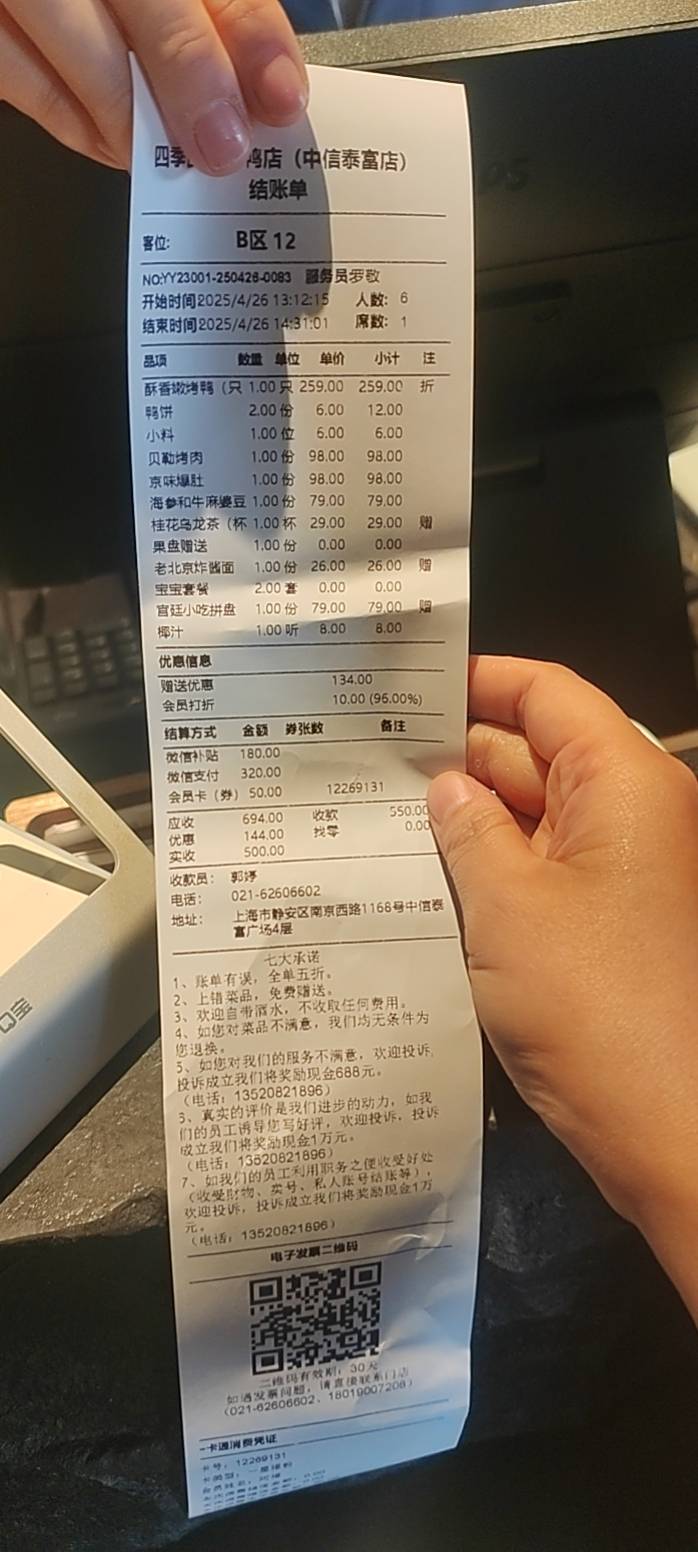 四季 鸭店（中信泰富店）
结账单
客位: B区 12
NO:YY23001-250426-0083 服务员罗敬
开始时间2025/4/26 13:12:15 人数: 6
结束时间2025/4/26 14:31:01 席数: 1
品项 数量 单位 单价 小计 注
酥香嫩烤鸭（只 1.00 只 259.00 259.00 折
鸭饼 2.00 份 6.00 12.00
小料 1.00 位 6.00 6.00
贝勒烤肉 1.00 份 98.00 98.00
京味爆肚 1.00 份 98.00 98.00
海参和牛麻婆豆 1.00 份 79.00 79.00
桂花乌龙茶（杯 1.00 杯 29.00 29.00 赠
果盘赠送 1.00 份 0.00 0.00
老北京炸酱面 1.00 份 26.00 26.00 赠
宝宝套餐 2.00 套 0.00 0.00
宫廷小吃拼盘 1.00 份 79.00 79.00 赠
椰汁 1.00 听 8.00 8.00
优惠信息
赠送优惠 134.00
会员打折 10.00 (96.00%)
结算方式 金额 券张数 备注
微信补贴 180.00
微信支付 320.00
会员卡（券）50.00 12269131
应收 694.00 收款 550.00
优惠 144.00 找零 0.00
实收 500.00
收款员: 郭婷
电话: 021-62606602
地址: 上海市静安区南京西路1168号中信泰
富广场4层
七大承诺
1、账单有误，全单五折。
2、上错菜品，免费赠送。
3、欢迎自带酒水，不收取任何费用。
4、如您对菜品不满意，我们均无条件为
您退换。
5、如您对我们的服务不满意，欢迎投诉，
投诉成立我们将奖励现金688元。
（电话：13520821896）
6、真实的评价是我们进步的动力，如我
们的员工诱导您写好评，欢迎投诉，投诉
成立我们将奖励现金1万元。
（电话：13520821896）
7、如我们的员工利用职务之便收受好处
（收受财物、卖号、私人账号结账等），
欢迎投诉，投诉成立我们将奖励现金1万
元。
（电话：13520821896）
电子发票二维码
二维码有效期：30天
如遇发票问题，请直接联系门店
（021-62606602、18019007208）
一卡通消费凭证
卡号：12269131